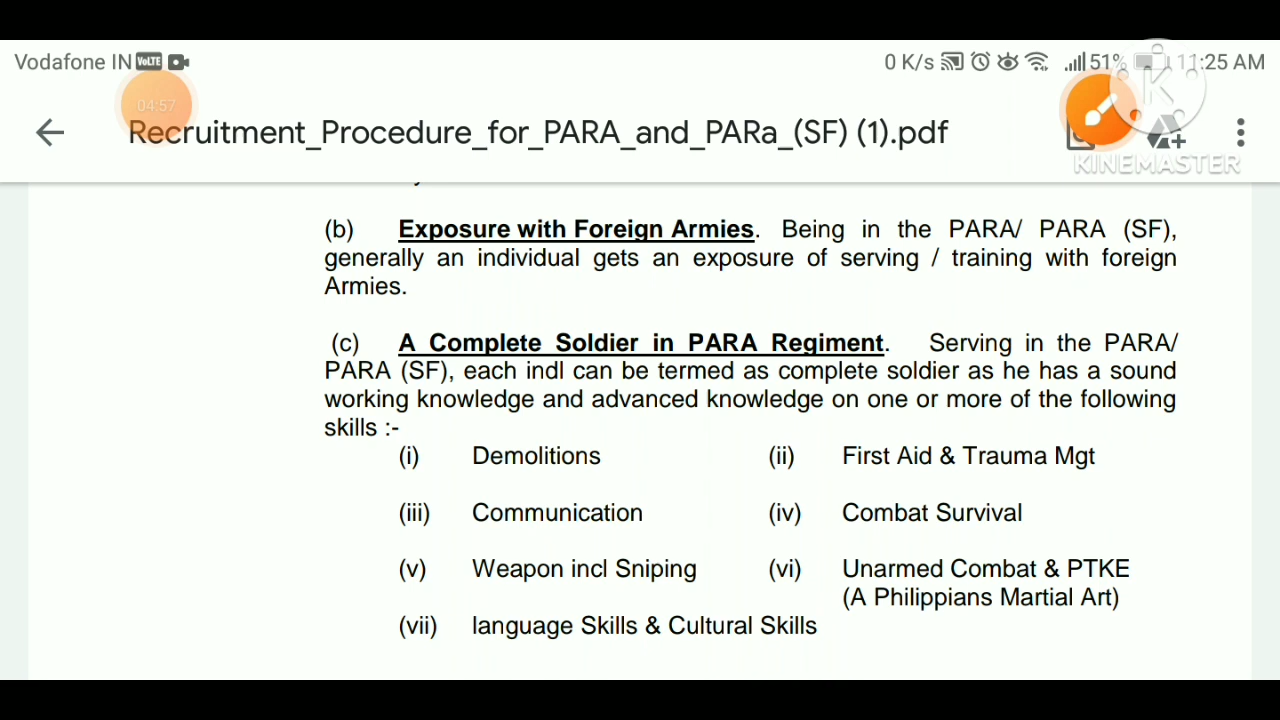 Vodafone IN VoLTE
0 K/s 51% 11:25 AM
04:57
Recruitment_Procedure_for_PARA_and_PARa_(SF) (1).pdf
K
KINEMASTER
(b) Exposure with Foreign Armies. Being in the PARA/ PARA (SF),
generally an individual gets an exposure of serving / training with foreign
Armies.
(c) A Complete Soldier in PARA Regiment. Serving in the PARA/
PARA (SF), each indl can be termed as complete soldier as he has a sound
working knowledge and advanced knowledge on one or more of the following
skills :-
(i) Demolitions (ii) First Aid & Trauma Mgt
(iii) Communication (iv) Combat Survival
(v) Weapon incl Sniping (vi) Unarmed Combat & PTKE
(A Philippians Martial Art)
(vii) language Skills & Cultural Skills